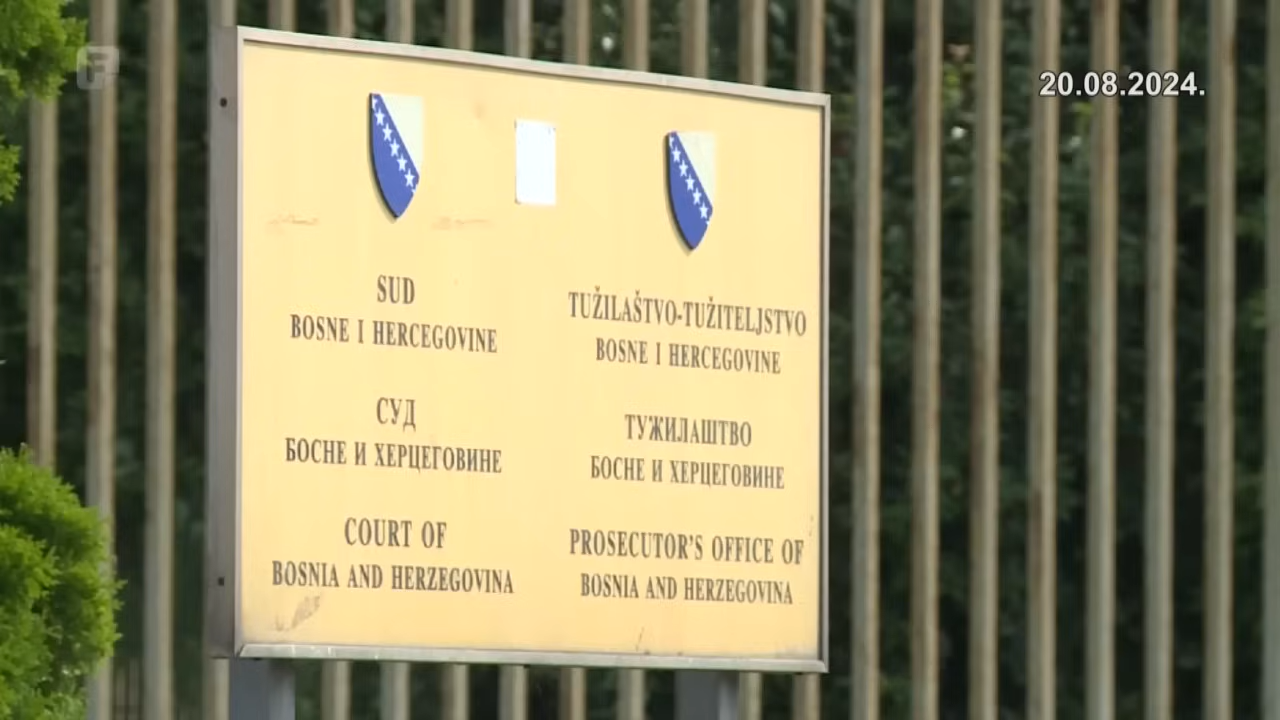 F
20.08.2024.
SUD
BOSNE I HERCEGOVINE
СУД
БОСНЕ И ХЕРЦЕГОВИНЕ
COURT OF
BOSNIA AND HERZEGOVINA
TUŽILAŠTVO-TUŽITELJSTVO
BOSNE I HERCEGOVINE
ТУЖИЛАШТВО
БОСНЕ И ХЕРЦЕГОВИНЕ
PROSECUTOR'S OFFICE OF
BOSNIA AND HERZEGOVINA